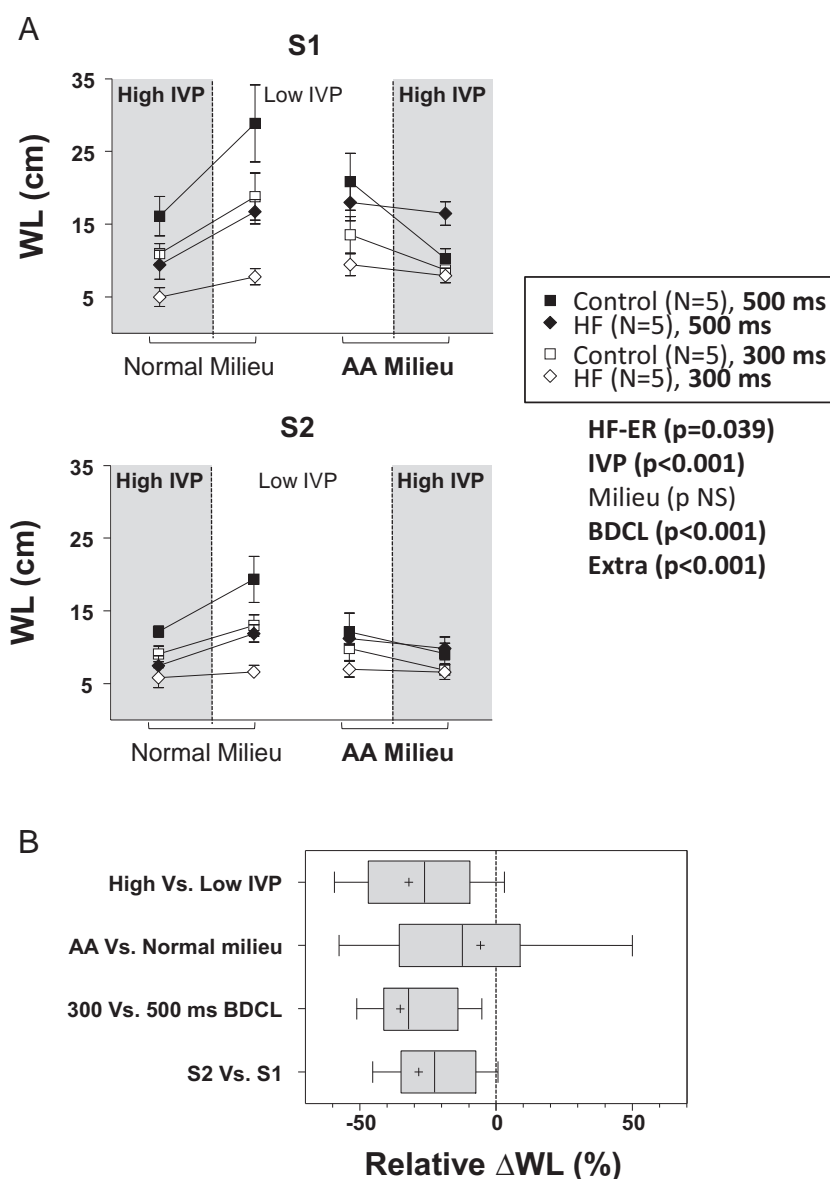 A
S1
High IVP Low IVP High IVP
35
25
15
5
WL (cm)
Normal Milieu AA Milieu
Control (N=5), 500 ms
HF (N=5), 500 ms
Control (N=5), 300 ms
HF (N=5), 300 ms
HF-ER (p=0.039)
IVP (p<0.001)
Milieu (p NS)
BDCL (p<0.001)
Extra (p<0.001)
S2
High IVP Low IVP High IVP
35
25
15
5
WL (cm)
Normal Milieu AA Milieu
B
High Vs. Low IVP
AA Vs. Normal milieu
300 Vs. 500 ms BDCL
S2 Vs. S1
-50 0 50
Relative ΔWL (%)